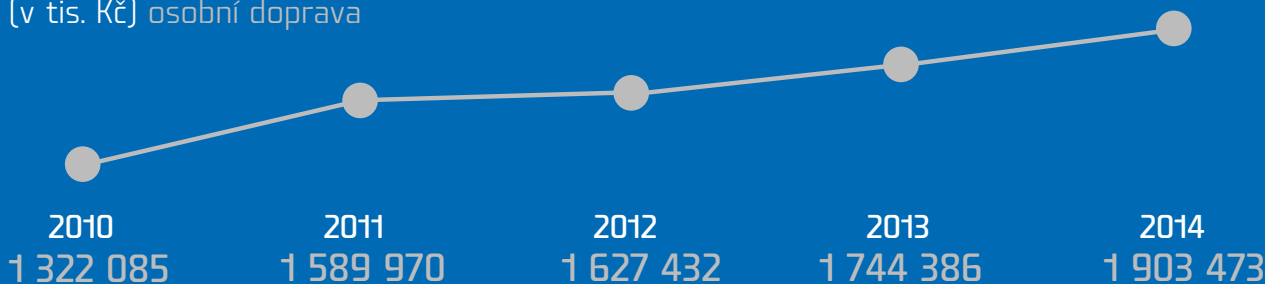 (v tis. Kč) osobní doprava
2010 2011 2012 2013 2014
1 322 085 1 589 970 1 627 432 1 744 386 1 903 473